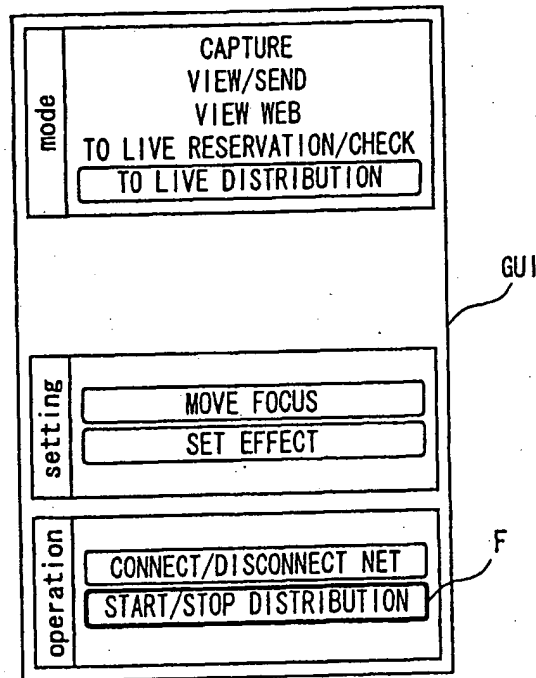 mode
CAPTURE
VIEW/SEND
VIEW WEB
TO LIVE RESERVATION/CHECK
TO LIVE DISTRIBUTION
GUI
setting
MOVE FOCUS
SET EFFECT
operation
CONNECT/DISCONNECT NET
START/STOP DISTRIBUTION
F